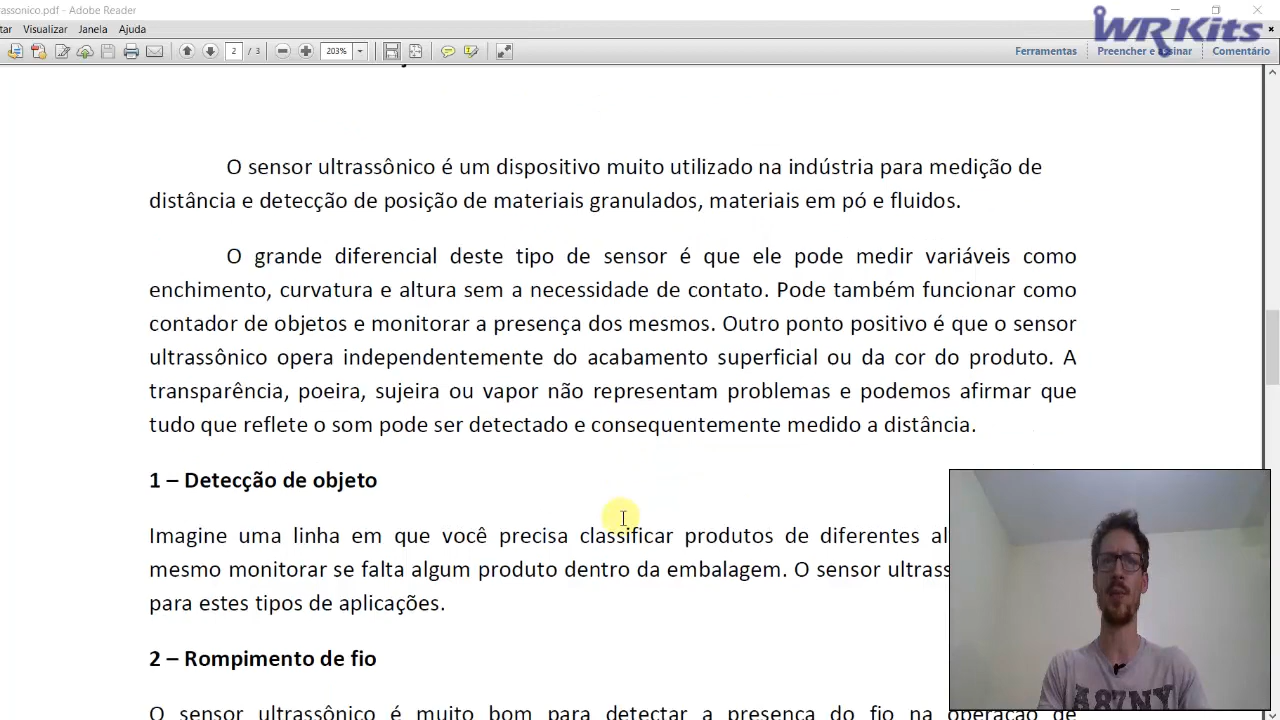 assonico.pdf - Adobe Reader
tar Visualizar Janela Ajuda
WR Kits
2 / 3 203% Ferramentas Preencher e assinar Comentário
O sensor ultrassônico é um dispositivo muito utilizado na indústria para medição de
distância e detecção de posição de materiais granulados, materiais em pó e fluidos.
O grande diferencial deste tipo de sensor é que ele pode medir variáveis como
enchimento, curvatura e altura sem a necessidade de contato. Pode também funcionar como
contador de objetos e monitorar a presença dos mesmos. Outro ponto positivo é que o sensor
ultrassônico opera independentemente do acabamento superficial ou da cor do produto. A
transparência, poeira, sujeira ou vapor não representam problemas e podemos afirmar que
tudo que reflete o som pode ser detectado e consequentemente medido a distância.
1 – Detecção de objeto
Imagine uma linha em que você precisa classificar produtos de diferentes al
mesmo monitorar se falta algum produto dentro da embalagem. O sensor ultrass
para estes tipos de aplicações.
2 – Rompimento de fio
O sensor ultrassônico é muito bom para detectar a presença do fio na operação de